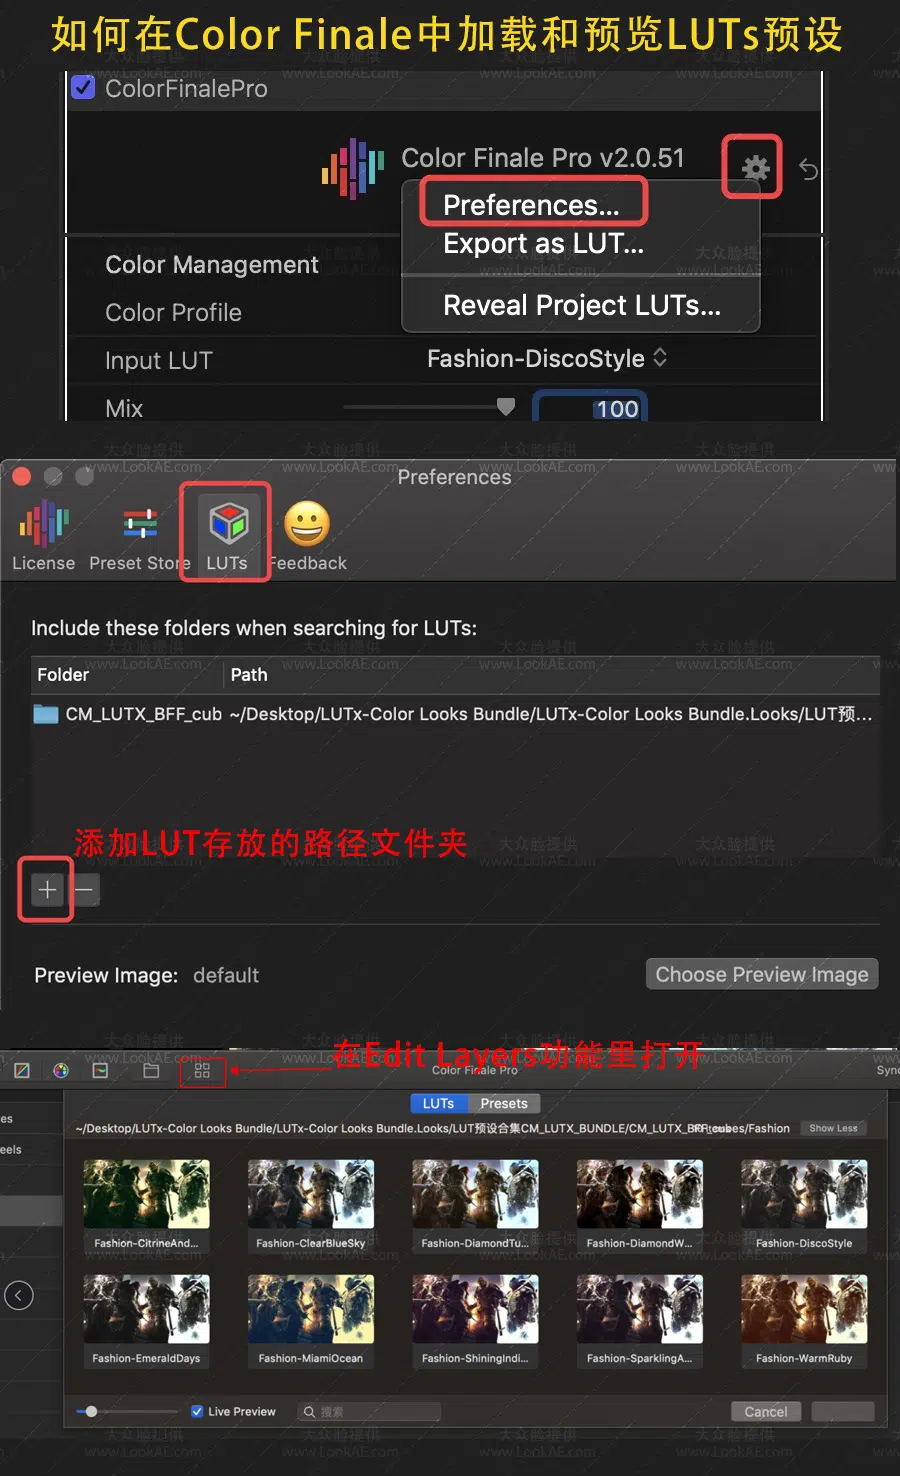 如何在Color Finale中加载和预览LUTs预设
ColorFinalePro
Color Finale Pro v2.0.51
Preferences...
Export as LUT...
Color Management
Reveal Project LUTs...
Color Profile
Input LUT
Fashion-DiscoStyle
Mix
100
大众脸提供
www.LookAE.com
Preferences
License
Preset Store
LUTs
Feedback
Include these folders when searching for LUTs:
Folder
Path
CM_LUTX_BFF_cub
~/Desktop/LUTx-Color Looks Bundle/LUTx-Color Looks Bundle.Looks/LUT预...
添加LUT存放的路径文件夹
Preview Image:
default
Choose Preview Image
在Edit Layers功能里打开
Color Finale Pro
Sync
LUTs
Presets
~/Desktop/LUTx-Color Looks Bundle/LUTx-Color Looks Bundle.Looks/LUT预设合集CM_LUTX_BUNDLE/CM_LUTX_BFF_cubes/Fashion
Show Less
es
eels
Fashion-CitrineAnd...
Fashion-ClearBlueSky
Fashion-DiamondTu...
Fashion-DiamondW...
Fashion-DiscoStyle
Fashion-EmeraldDays
Fashion-MiamiOcean
Fashion-ShiningIndi...
Fashion-SparklingA...
Fashion-WarmRuby
Live Preview
搜索
Cancel